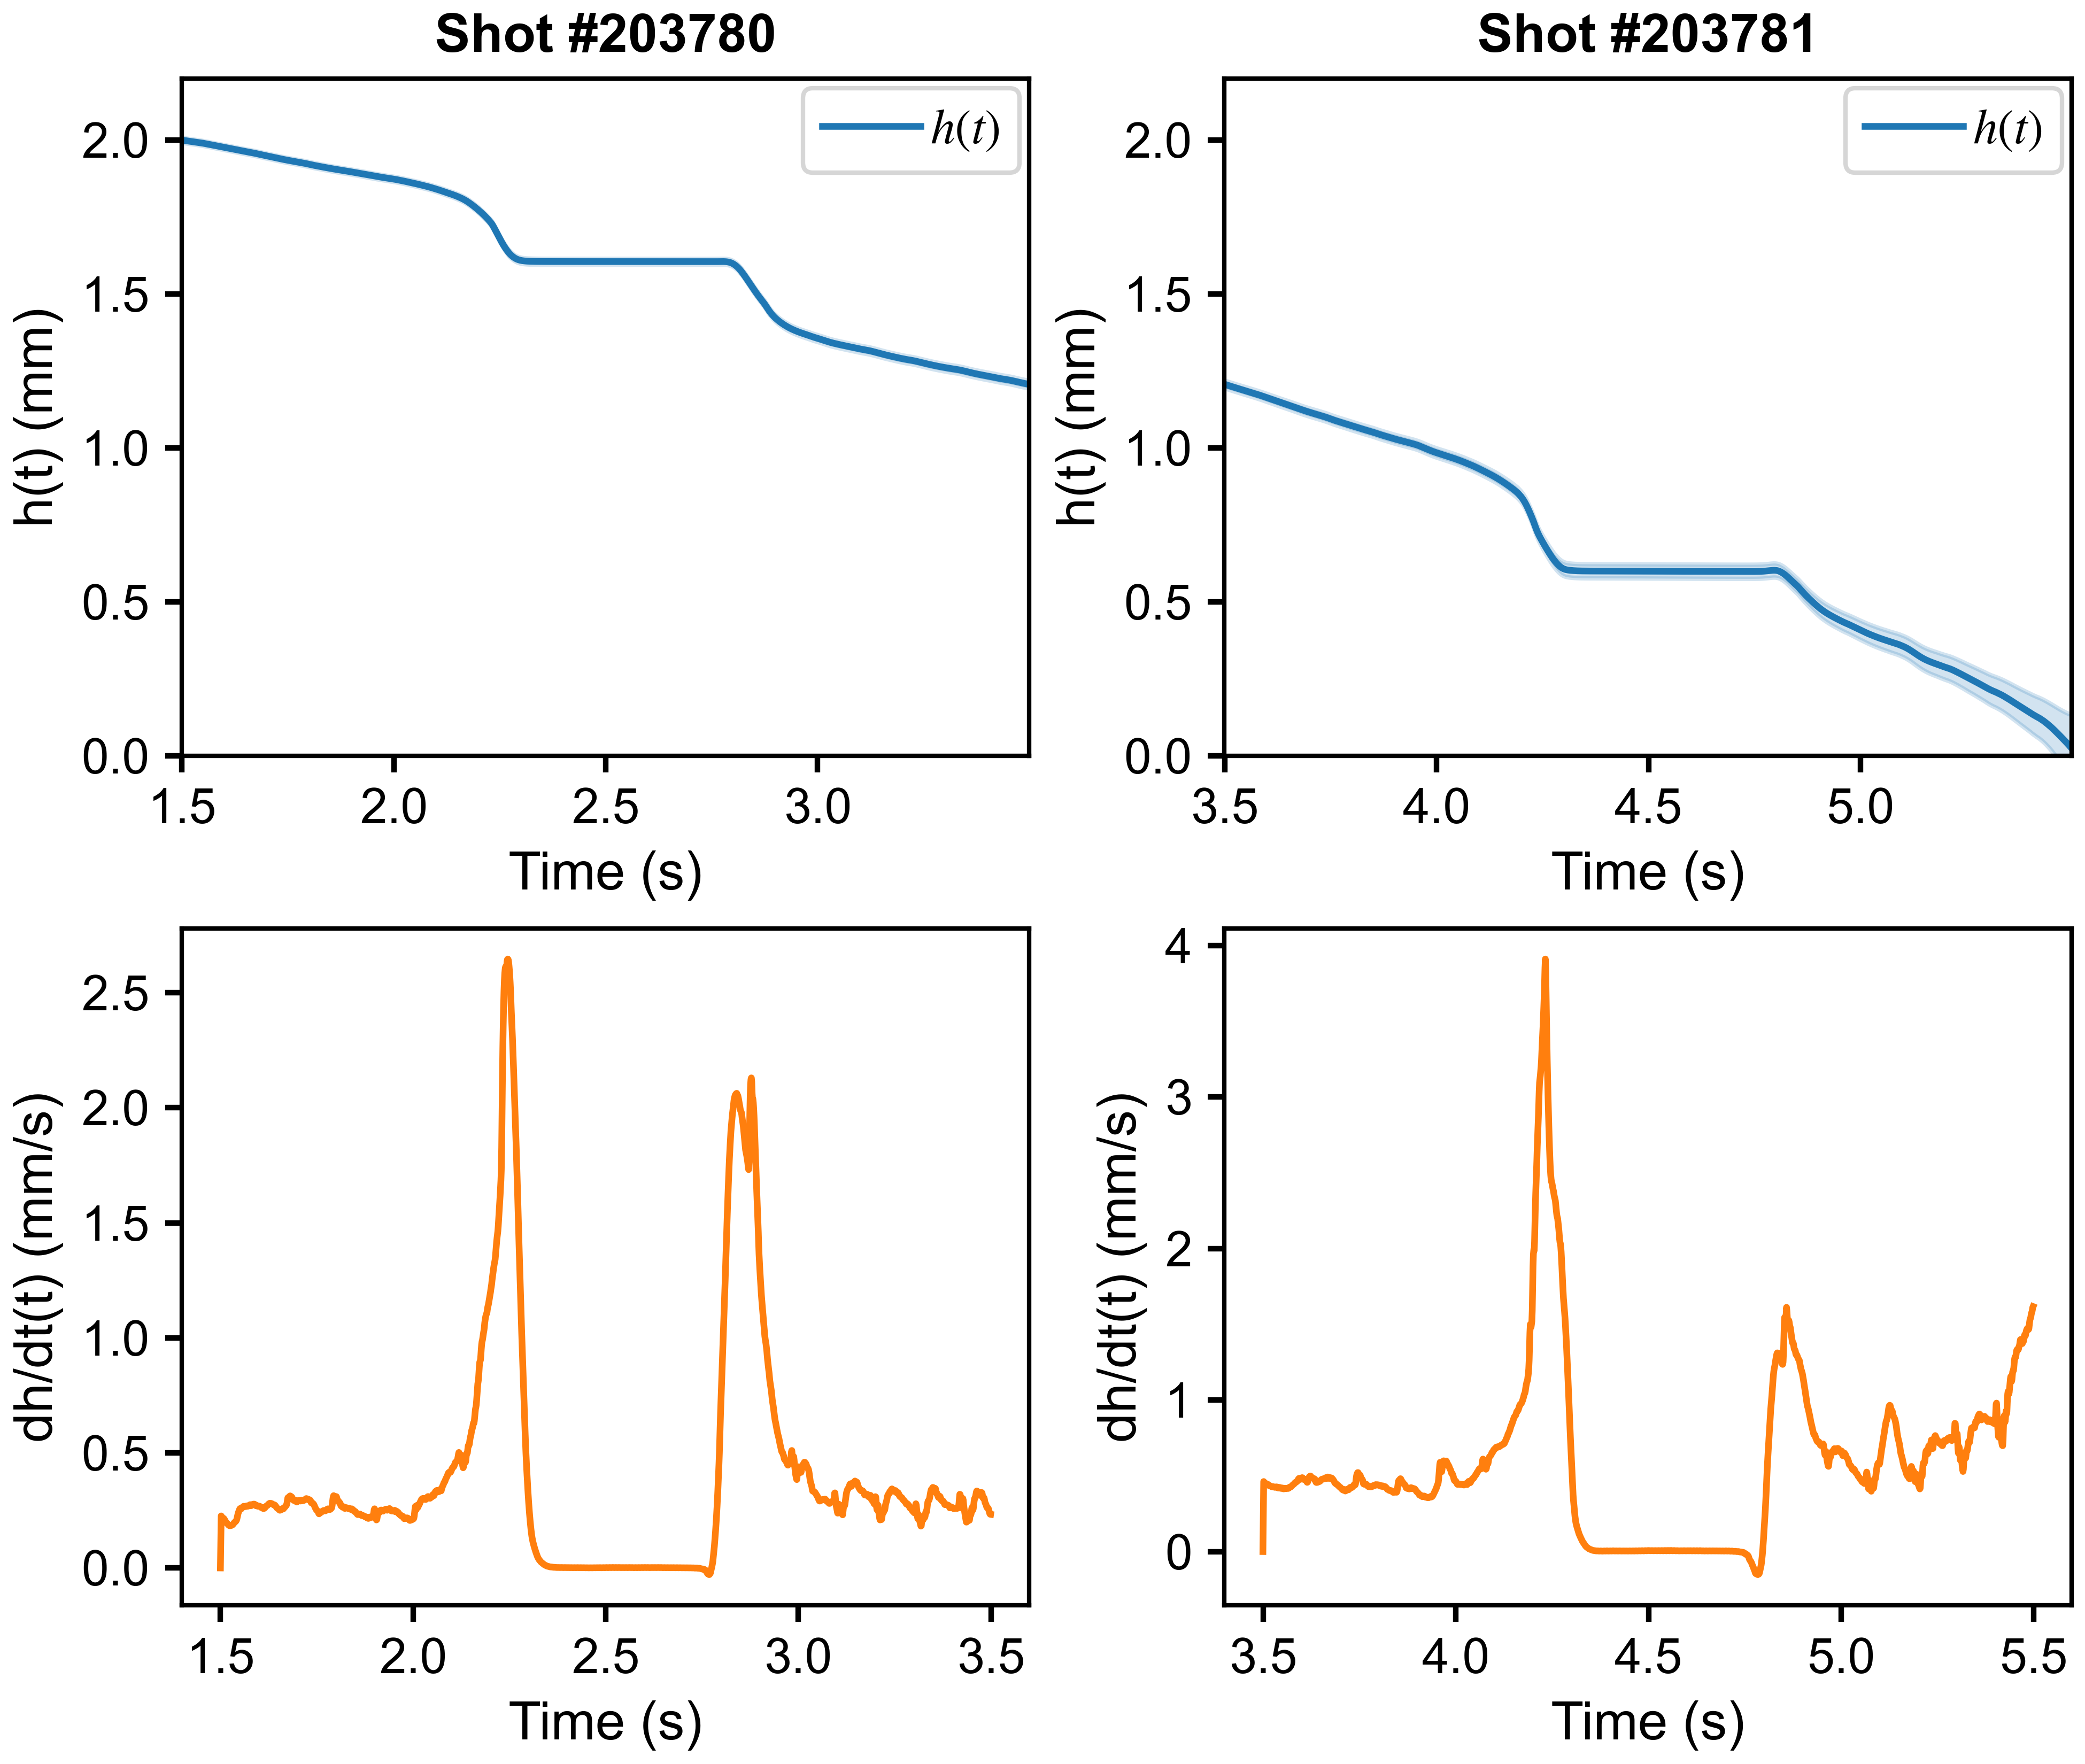 Shot #203780
h(t)
2.0
1.5
1.0
0.5
0.0
h(t) (mm)
1.5 2.0 2.5 3.0
Time (s)
Shot #203781
h(t)
2.0
1.5
1.0
0.5
0.0
h(t) (mm)
3.5 4.0 4.5 5.0
Time (s)
2.5
2.0
1.5
1.0
0.5
0.0
dh/dt(t) (mm/s)
1.5 2.0 2.5 3.0 3.5
Time (s)
4
3
2
1
0
dh/dt(t) (mm/s)
3.5 4.0 4.5 5.0 5.5
Time (s)